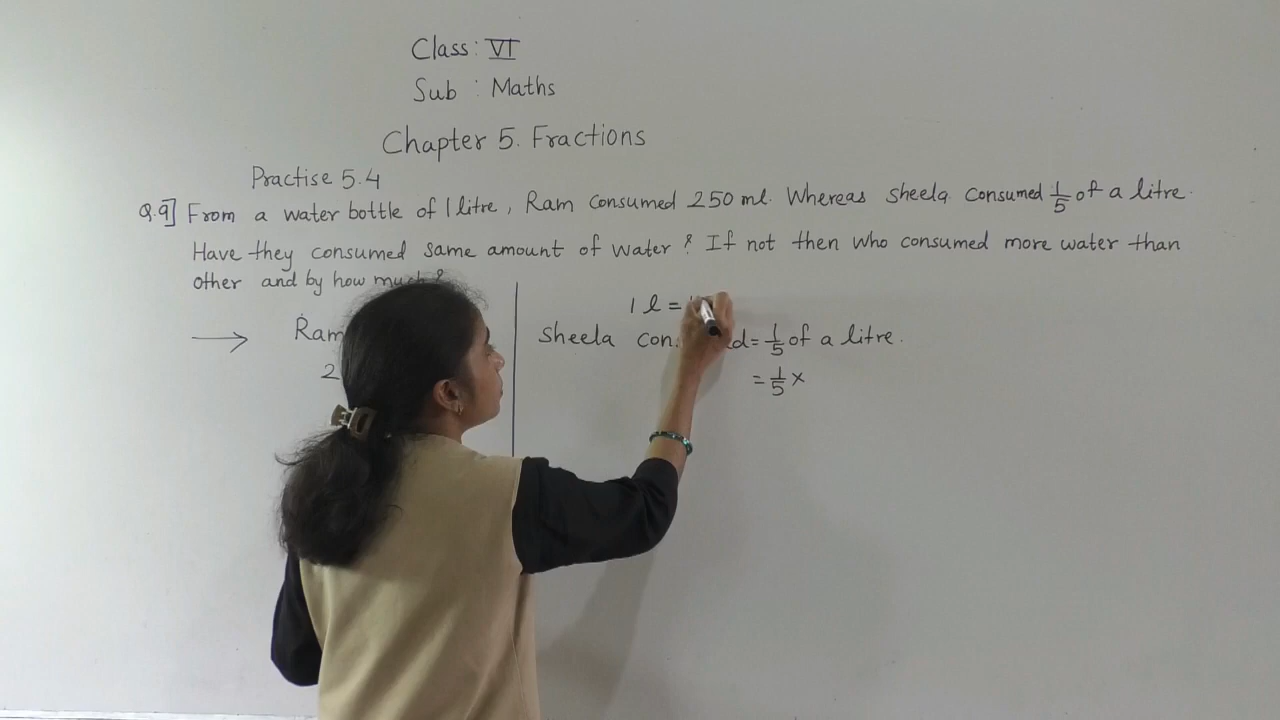 Class: VI
Sub : Maths
Chapter 5. Fractions
Practise 5.4
Q.9] From a water bottle of 1 litre, Ram consumed 250 ml. Whereas Sheela consumed 1/5 of a litre.
Have they consumed same amount of water ? If not then who consumed more water than
other and by how much?
1 l =
→ Ram
Sheela con d = 1/5 of a litre.
2
= 1/5 ×